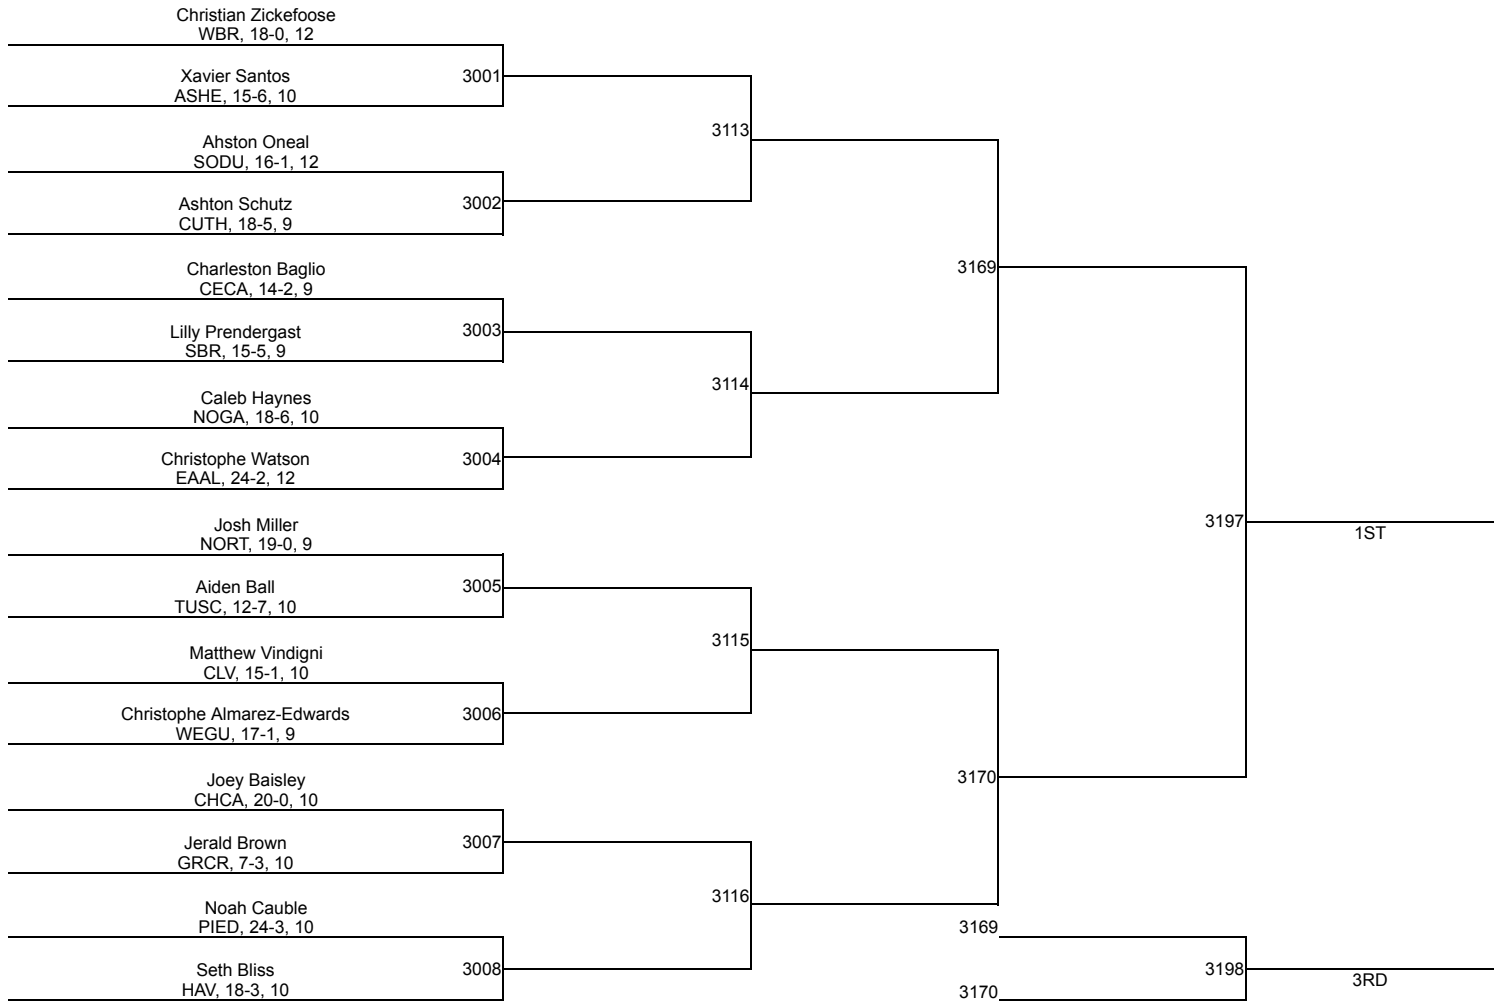 Christian Zickefoose
WBR, 18-0, 12
Xavier Santos
ASHE, 15-6, 10
3001
Ahston Oneal
SODU, 16-1, 12
3113
Ashton Schutz
CUTH, 18-5, 9
3002
Charleston Baglio
CECA, 14-2, 9
3169
Lilly Prendergast
SBR, 15-5, 9
3003
Caleb Haynes
NOGA, 18-6, 10
3114
Christophe Watson
EAAL, 24-2, 12
3004
Josh Miller
NORT, 19-0, 9
3197
1ST
Aiden Ball
TUSC, 12-7, 10
3005
Matthew Vindigni
CLV, 15-1, 10
3115
Christophe Almarez-Edwards
WEGU, 17-1, 9
3006
Joey Baisley
CHCA, 20-0, 10
3170
Jerald Brown
GRCR, 7-3, 10
3007
Noah Cauble
PIED, 24-3, 10
3116
3169
Seth Bliss
HAV, 18-3, 10
3008
3198
3RD
3170